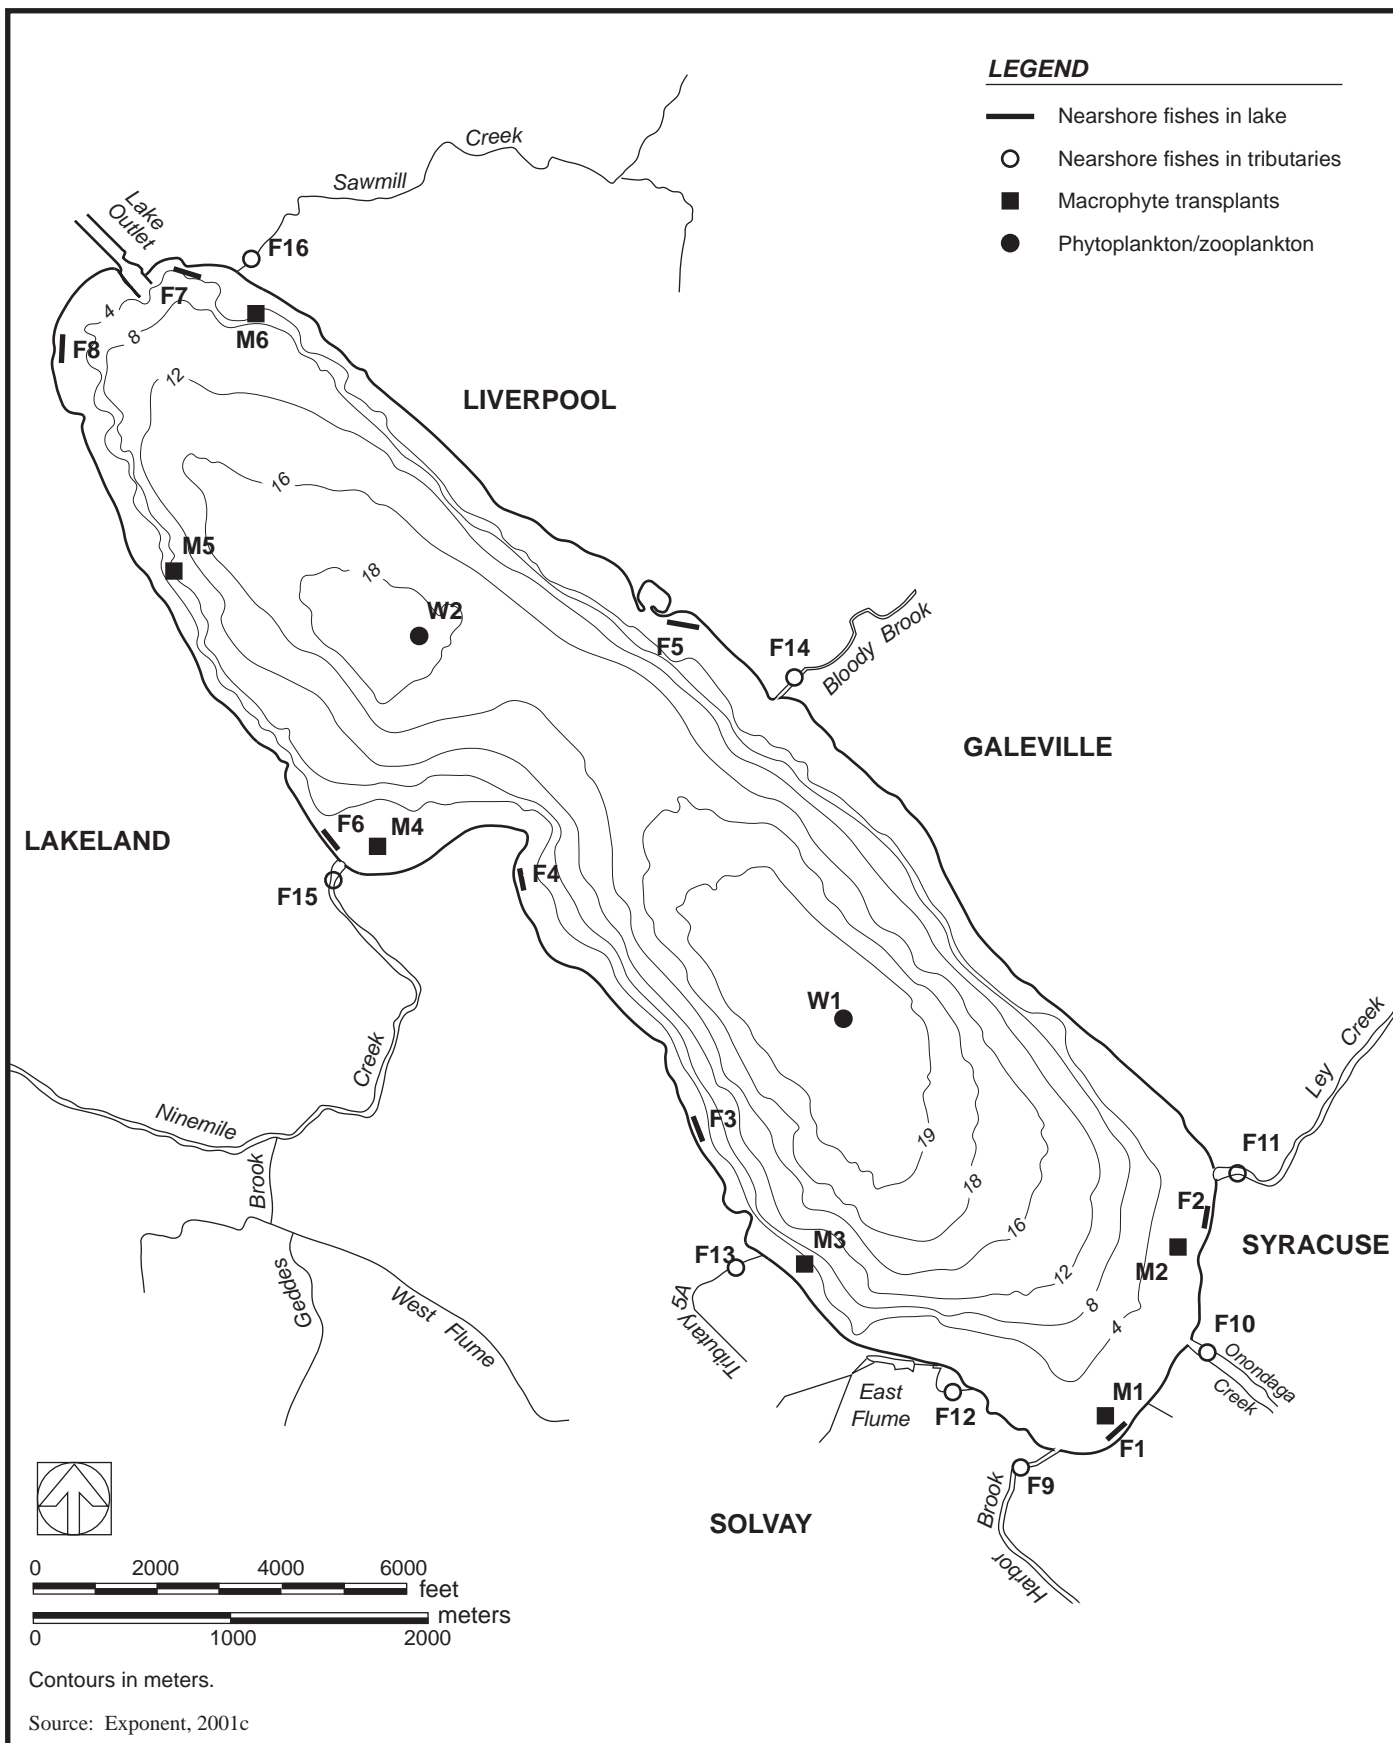 LEGEND
Nearshore fishes in lake
Nearshore fishes in tributaries
Macrophyte transplants
Phytoplankton/zooplankton
Creek
Sawmill
Lake
Outlet
F16
F7
4
M6
8
F8
12
LIVERPOOL
16
M5
18
W2
Bloody Brook
F5
F14
GALEVILLE
F6
M4
LAKELAND
F4
F15
W1
Ley Creek
Creek
Ninemile
F3
19
F11
Brook
18
F2
16
M3
SYRACUSE
F13
M2
12
Geddes
West Flume
Tributary 5A
8
4
F10
Onondaga
Creek
East
Flume
F12
M1
F1
F9
Brook
Harbor
SOLVAY
0 2000 4000 6000
feet
meters
0 1000 2000
Contours in meters.
Source: Exponent, 2001c